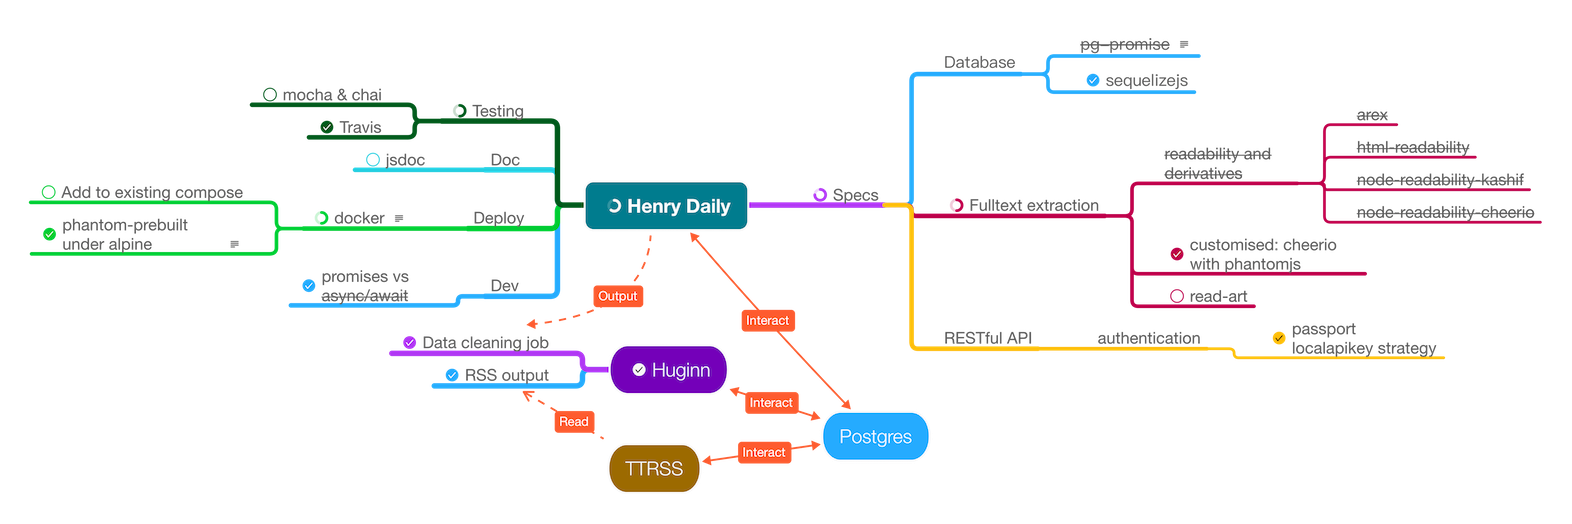 pg-promise
Database
sequelizejs
mocha & chai
Testing
Travis
arex
html-readability
readability and
derivatives
node-readability-kashif
node-readability-cheerio
jsdoc
Doc
Add to existing compose
docker
Deploy
phantom-prebuilt
under alpine
Henry Daily
Specs
Fulltext extraction
customised: cheerio
with phantomjs
read-art
promises vs
async/await
Dev
Output
Interact
RESTful API
authentication
passport
localapikey strategy
Data cleaning job
RSS output
Huginn
Interact
Read
Postgres
Interact
TTRSS